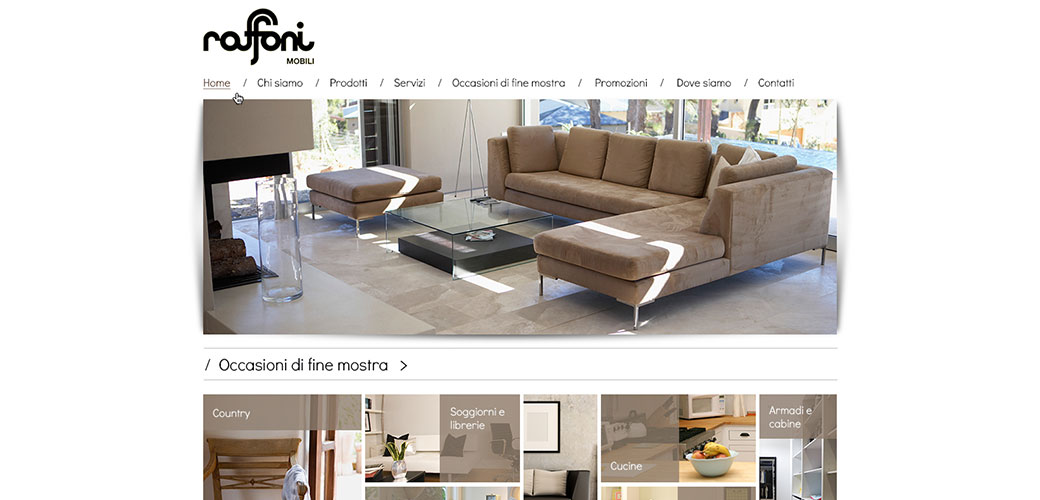 raffoni
MOBILI
Home / Chi siamo / Prodotti / Servizi / Occasioni di fine mostra / Promozioni / Dove siamo / Contatti
/ Occasioni di fine mostra >
Country
Soggiorni e
librerie
Cucine
Armadi e
cabine